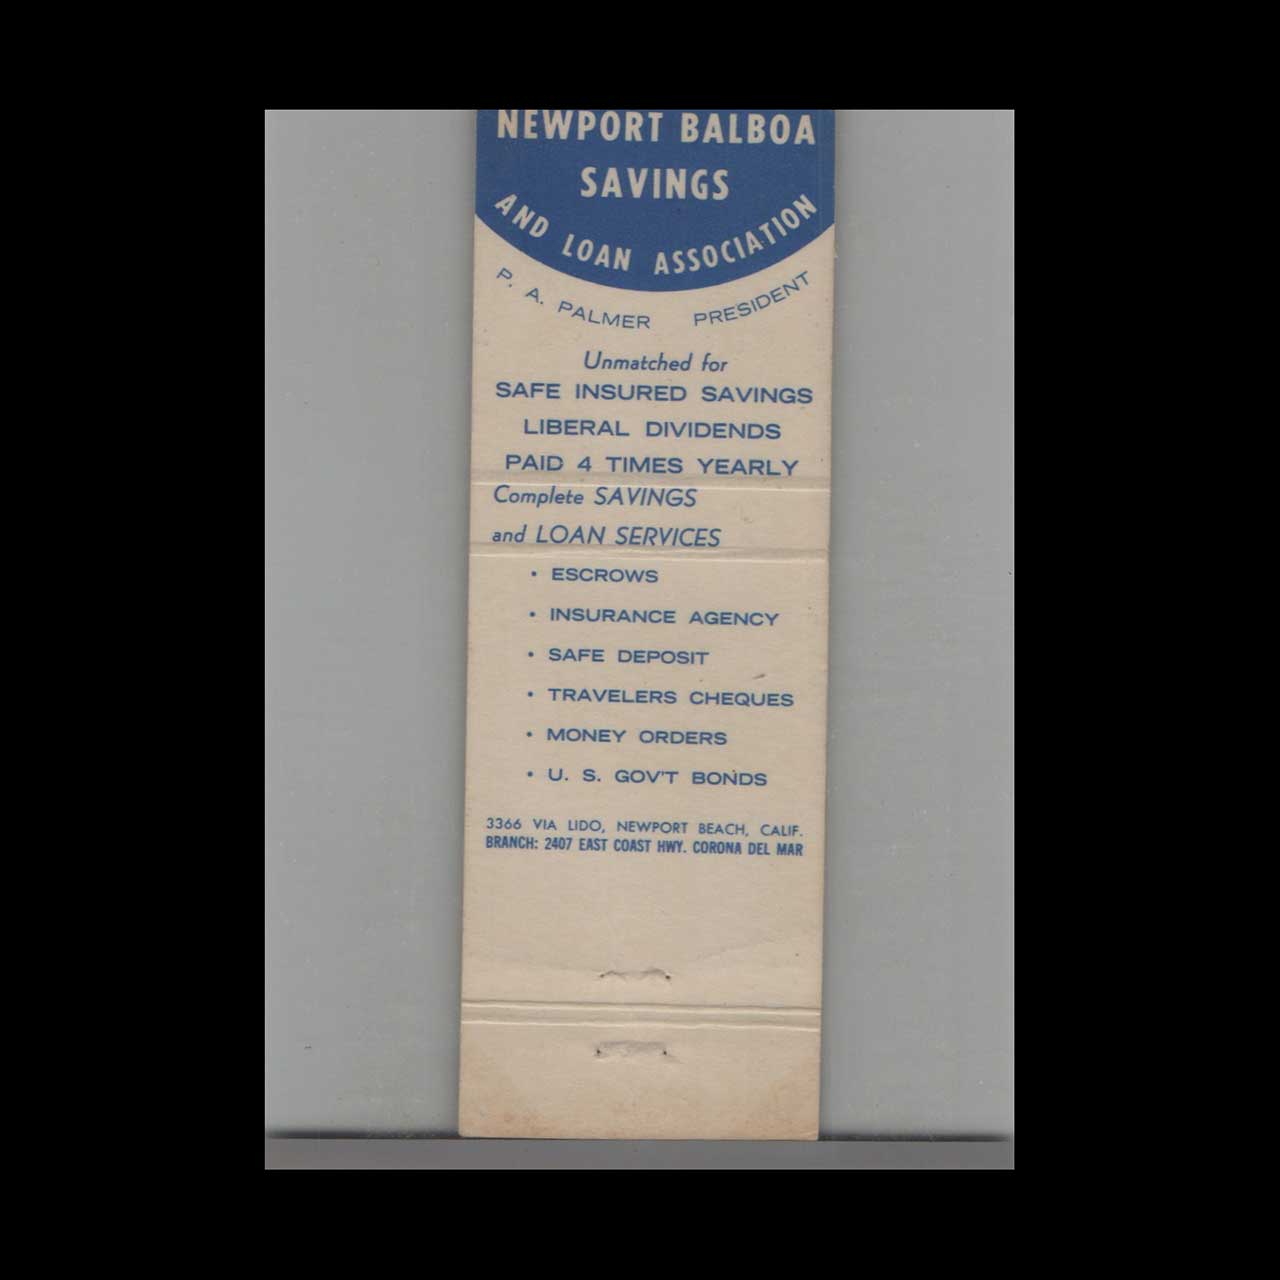 NEWPORT BALBOA
SAVINGS
AND LOAN ASSOCIATION
P. A. PALMER PRESIDENT
Unmatched for
SAFE INSURED SAVINGS
LIBERAL DIVIDENDS
PAID 4 TIMES YEARLY
Complete SAVINGS
and LOAN SERVICES
• ESCROWS
• INSURANCE AGENCY
• SAFE DEPOSIT
• TRAVELERS CHEQUES
• MONEY ORDERS
• U. S. GOV'T BONDS
3366 VIA LIDO, NEWPORT BEACH, CALIF.
BRANCH: 2407 EAST COAST HWY. CORONA DEL MAR